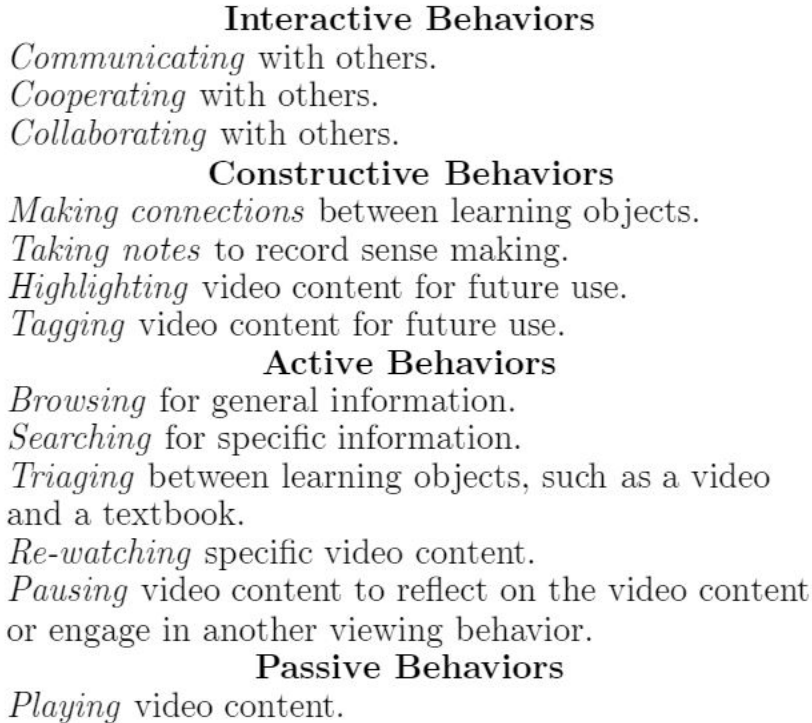 Interactive Behaviors
Communicating with others.
Cooperating with others.
Collaborating with others.
Constructive Behaviors
Making connections between learning objects.
Taking notes to record sense making.
Highlighting video content for future use.
Tagging video content for future use.
Active Behaviors
Browsing for general information.
Searching for specific information.
Triaging between learning objects, such as a video
and a textbook.
Re-watching specific video content.
Pausing video content to reflect on the video content
or engage in another viewing behavior.
Passive Behaviors
Playing video content.